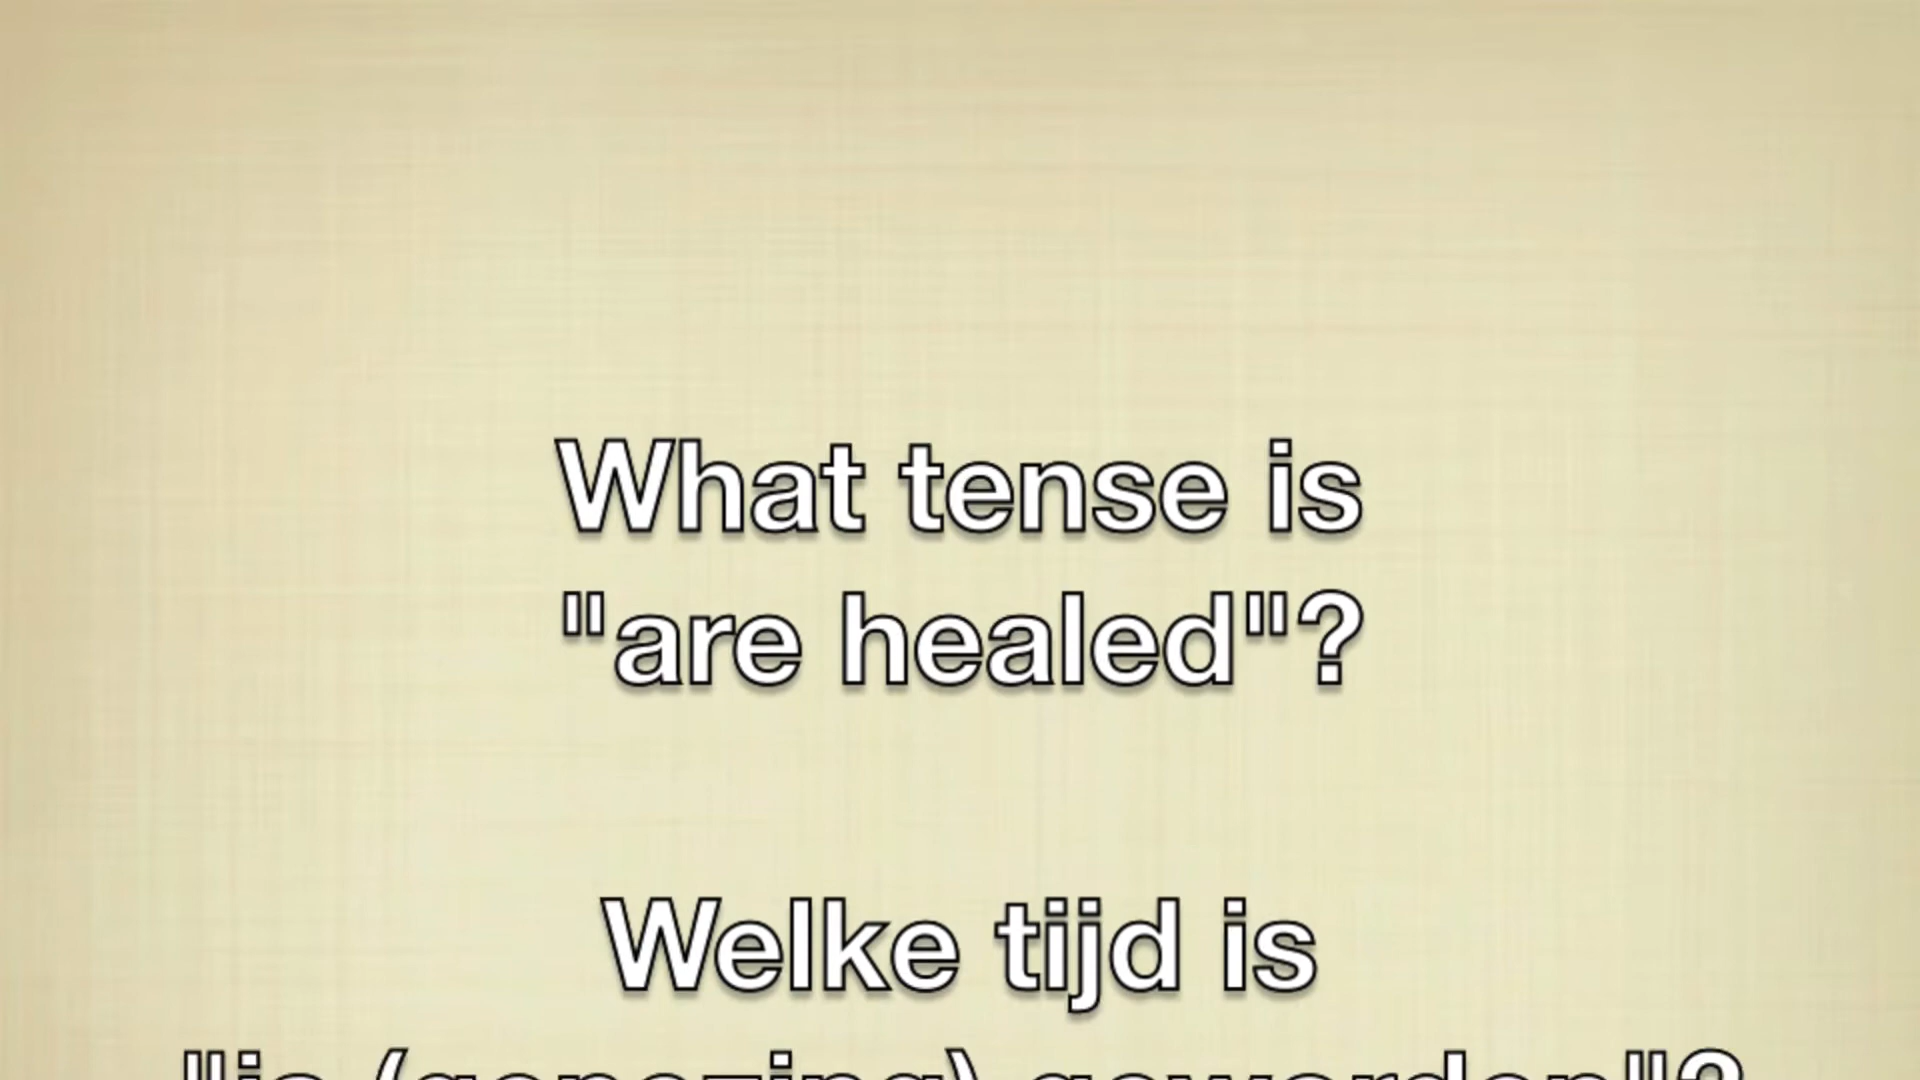 What tense is
"are healed"?
Welke tijd is
"is (genezing) geworden"?